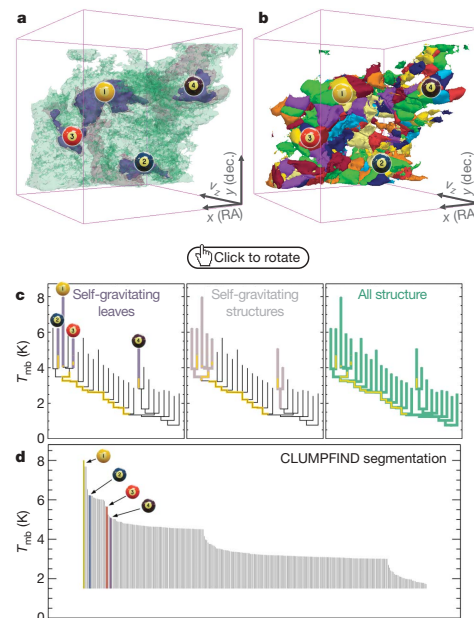 a
b
1
4
3
2
1
4
3
2
v_z
y (dec.)
x (RA)
v_z
y (dec.)
x (RA)
Click to rotate
c
8
6
4
2
0
T_mb (K)
Self-gravitating
leaves
1
2
3
4
Self-gravitating
structures
All structure
d
CLUMPFIND segmentation
8
6
4
2
0
T_mb (K)
1
2
3
4